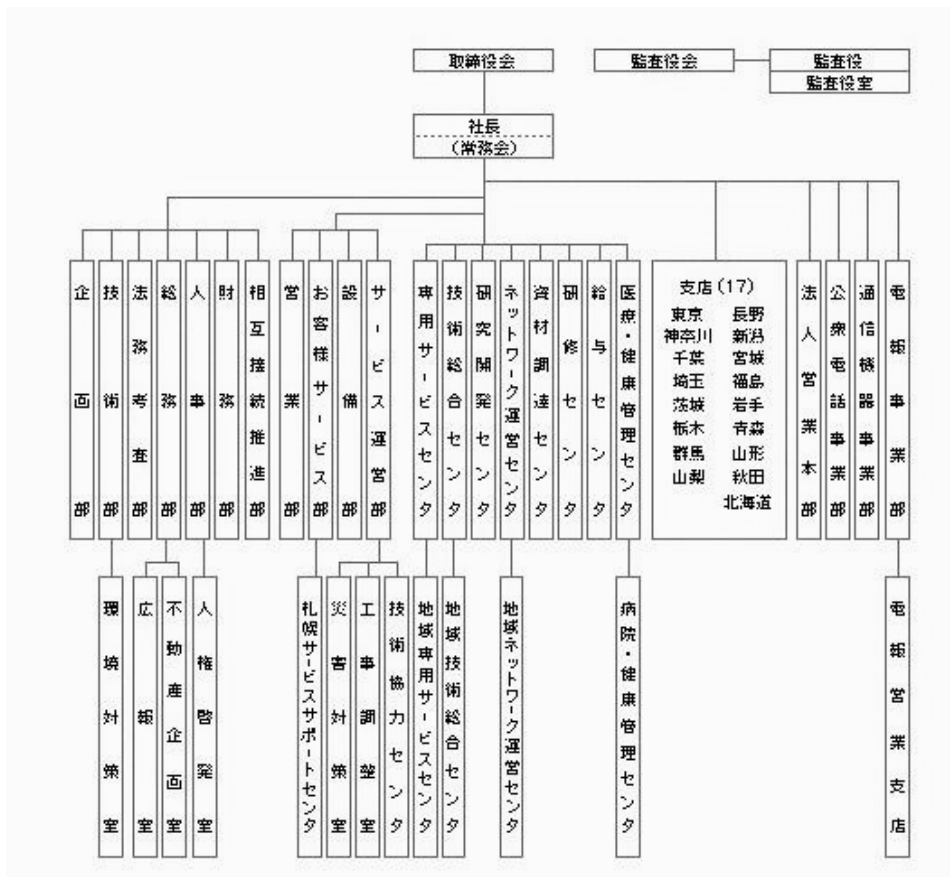 取締役会
監査役会
監査役
監査役室
社長
(常務会)
企画部
技術部
法務考査部
総務部
人事部
財務部
相互接続推進部
営業部
お客様サービス部
設備部
サービス運営部
専用サービスセンタ
技術総合センタ
研究開発センタ
ネットワーク運営センタ
資材調達センタ
研修センタ
給与センタ
医療・健康管理センタ
支店(17)
東京 長野
神奈川 新潟
千葉 宮城
埼玉 福島
茨城 岩手
栃木 青森
群馬 山形
山梨 秋田
北海道
法人営業本部
公衆電話事業部
通信機器事業部
電報事業部
環境対策室
広報室
不動産企画室
人権啓発室
札幌サービスサポートセンタ
災害対策室
工事調整室
技術協力センタ
地域専用サービスセンタ
地域技術総合センタ
地域ネットワーク運営センタ
病院・健康管理センタ
電報営業支店